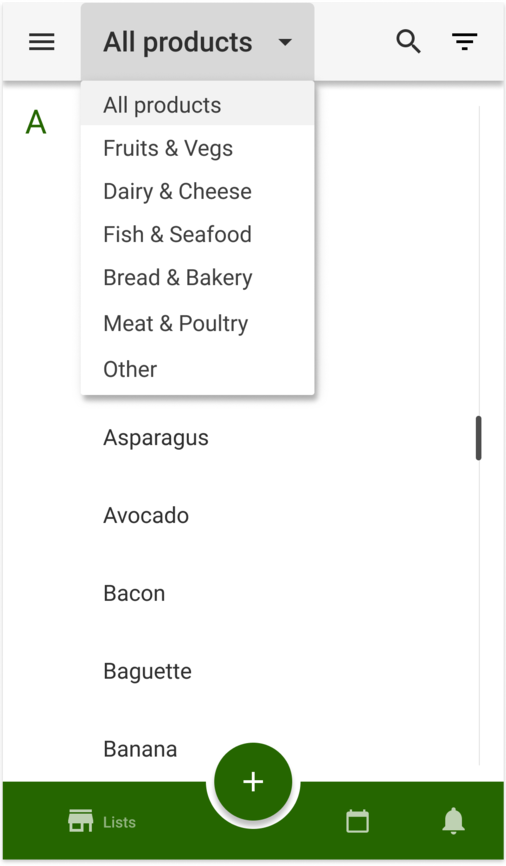 All products
A
All products
Fruits & Vegs
Dairy & Cheese
Fish & Seafood
Bread & Bakery
Meat & Poultry
Other
Asparagus
Avocado
Bacon
Baguette
Banana
Lists